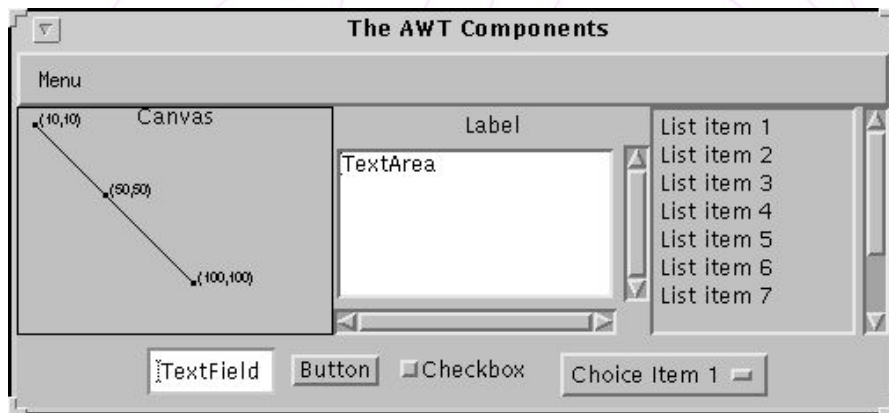 The AWT Components
Menu
Canvas
(10,10)
(50,50)
(100,100)
Label
TextArea
List item 1
List item 2
List item 3
List item 4
List item 5
List item 6
List item 7
TextField
Button
Checkbox
Choice Item 1